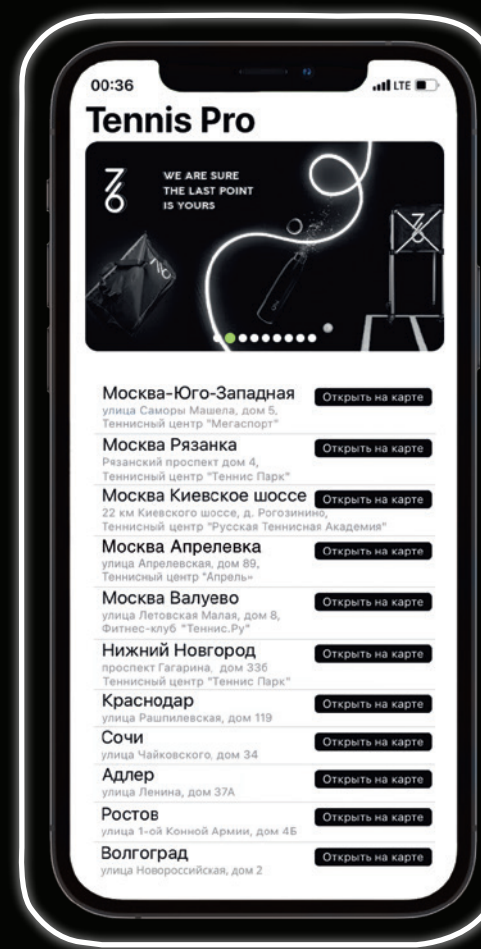 00:36
LTE
Tennis Pro
7/6
WE ARE SURE
THE LAST POINT
IS YOURS
7/6
7/6
Москва-Юго-Западная
Открыть на карте
улица Саморы Машела, дом 5,
Теннисный центр "Мегаспорт"
Москва Рязанка
Открыть на карте
Рязанский проспект дом 4,
Теннисный центр "Теннис Парк"
Москва Киевское шоссе
Открыть на карте
22 км Киевского шоссе, д. Рогозинино,
Теннисный центр "Русская Теннисная Академия"
Москва Апрелевка
Открыть на карте
улица Апрелевская, дом 89,
Теннисный центр "Апрель»
Москва Валуево
Открыть на карте
улица Летовская Малая, дом 8,
Фитнес-клуб "Теннис.Ру"
Нижний Новгород
Открыть на карте
проспект Гагарина, дом 33б
Теннисный центр "Теннис Парк"
Краснодар
Открыть на карте
улица Рашпилевская, дом 119
Сочи
Открыть на карте
улица Чайковского, дом 34
Адлер
Открыть на карте
улица Ленина, дом 37А
Ростов
Открыть на карте
улица 1-ой Конной Армии, дом 4Б
Волгоград
Открыть на карте
улица Новороссийская, дом 2